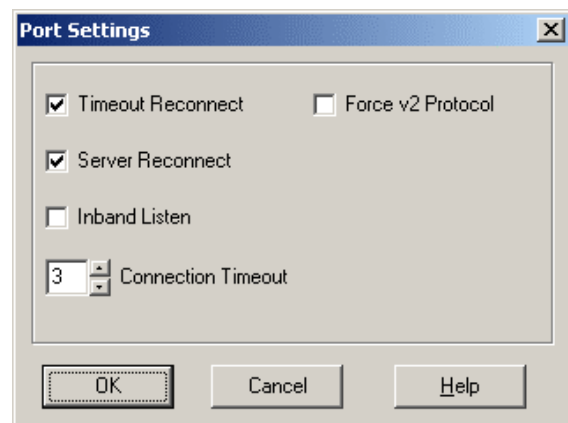 Port Settings
Timeout Reconnect
Force v2 Protocol
Server Reconnect
Inband Listen
3 Connection Timeout
OK Cancel Help